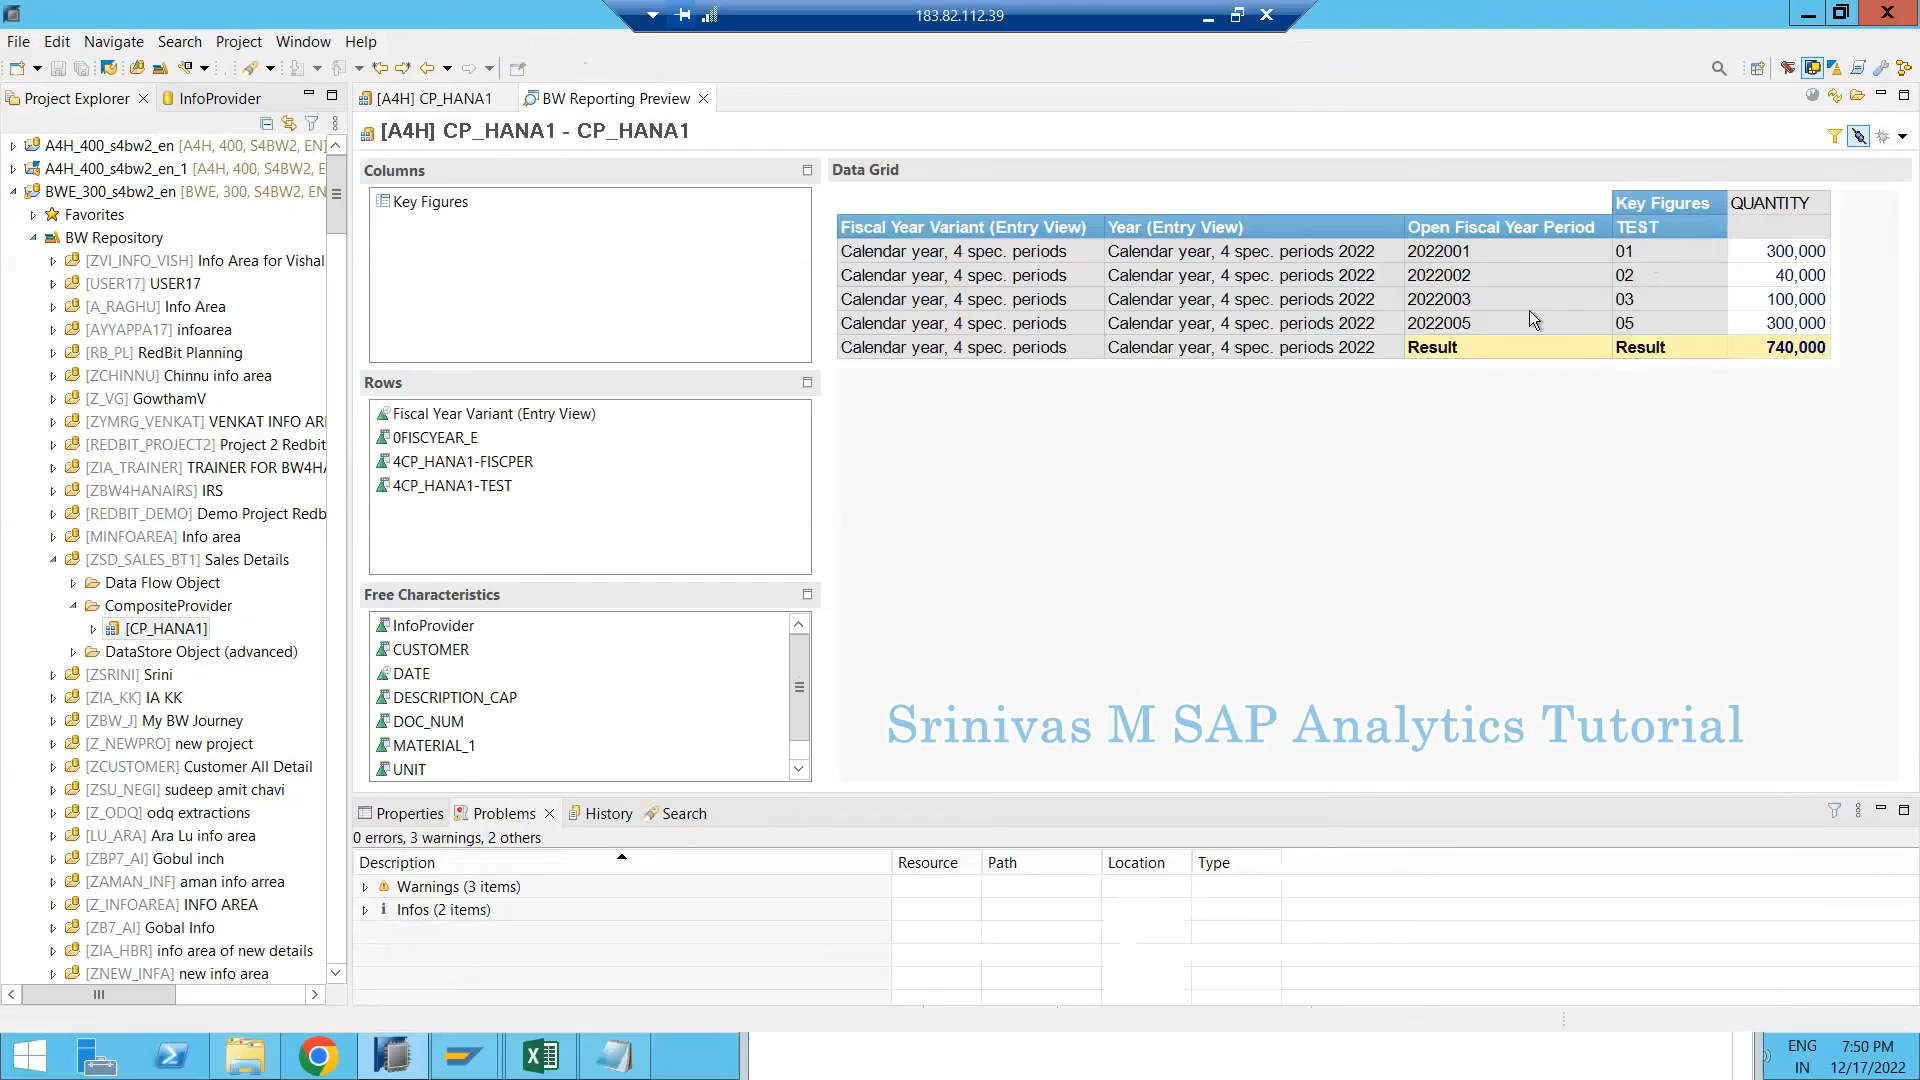 183.82.112.39
File Edit Navigate Search Project Window Help
Project Explorer InfoProvider
A4H_400_s4bw2_en [A4H, 400, S4BW2, EN]
A4H_400_s4bw2_en_1 [A4H, 400, S4BW2, E
BWE_300_s4bw2_en [BWE, 300, S4BW2, EN
Favorites
BW Repository
[ZVI_INFO_VISH] Info Area for Vishal
[USER17] USER17
[A_RAGHU] Info Area
[AYYAPPA17] infoarea
[RB_PL] RedBit Planning
[ZCHINNU] Chinnu info area
[Z_VG] GowthamV
[ZYMRG_VENKAT] VENKAT INFO ARI
[REDBIT_PROJECT2] Project 2 Redbit
[ZIA_TRAINER] TRAINER FOR BW4HA
[ZBW4HANAIRS] IRS
[REDBIT_DEMO] Demo Project Redb
[MINFOAREA] Info area
[ZSD_SALES_BT1] Sales Details
Data Flow Object
CompositeProvider
[CP_HANA1]
DataStore Object (advanced)
[ZSRINI] Srini
[ZIA_KK] IA KK
[ZBW_J] My BW Journey
[Z_NEWPRO] new project
[ZCUSTOMER] Customer All Detail
[ZSU_NEGI] sudeep amit chavi
[Z_ODQ] odq extractions
[LU_ARA] Ara Lu info area
[ZBP7_AI] Gobul inch
[ZAMAN_INF] aman info arrea
[Z_INFOAREA] INFO AREA
[ZB7_AI] Gobal Info
[ZIA_HBR] info area of new details
[ZNEW_INFA] new info area
[A4H] CP_HANA1 BW Reporting Preview
[A4H] CP_HANA1 - CP_HANA1
Columns
Key Figures
Rows
Fiscal Year Variant (Entry View)
0FISCYEAR_E
4CP_HANA1-FISCPER
4CP_HANA1-TEST
Free Characteristics
InfoProvider
CUSTOMER
DATE
DESCRIPTION_CAP
DOC_NUM
MATERIAL_1
UNIT
Data Grid
Key Figures QUANTITY
Fiscal Year Variant (Entry View) Year (Entry View) Open Fiscal Year Period TEST
Calendar year, 4 spec. periods Calendar year, 4 spec. periods 2022 2022001 01 300,000
Calendar year, 4 spec. periods Calendar year, 4 spec. periods 2022 2022002 02 40,000
Calendar year, 4 spec. periods Calendar year, 4 spec. periods 2022 2022003 03 100,000
Calendar year, 4 spec. periods Calendar year, 4 spec. periods 2022 2022005 05 300,000
Calendar year, 4 spec. periods Calendar year, 4 spec. periods 2022 Result Result 740,000
Srinivas M SAP Analytics Tutorial
Properties Problems History Search
0 errors, 3 warnings, 2 others
Description Resource Path Location Type
Warnings (3 items)
Infos (2 items)
ENG 7:50 PM
IN 12/17/2022